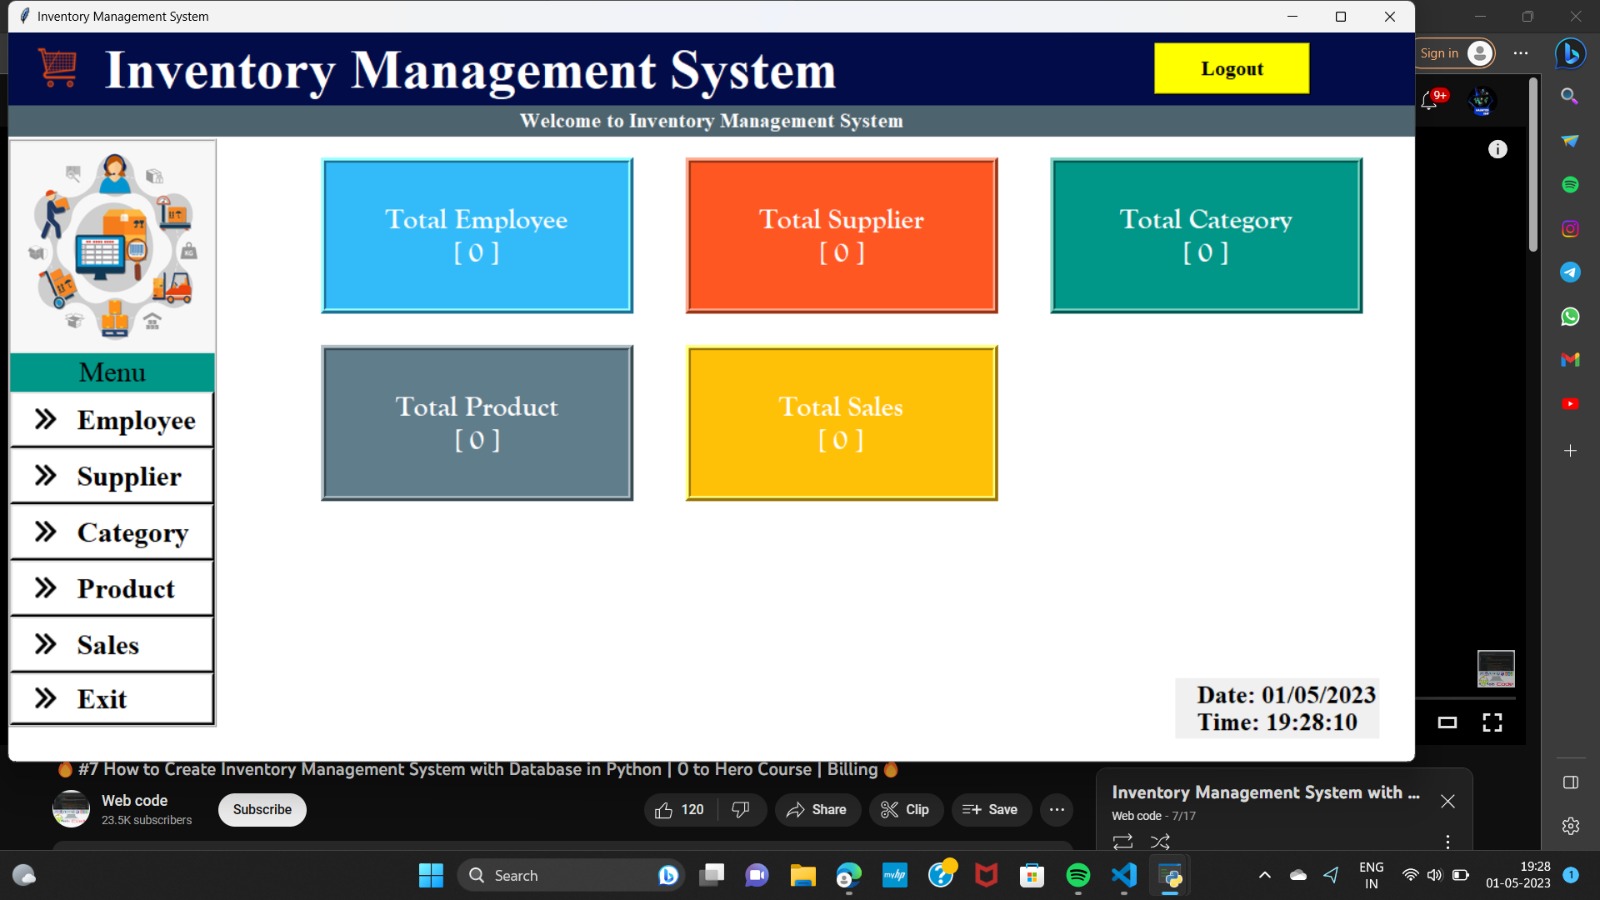 Inventory Management System
Inventory Management System
Logout
Sign in
9+
Welcome to Inventory Management System
Total Employee
[ 0 ]
Total Supplier
[ 0 ]
Total Category
[ 0 ]
KG
Menu
Employee
Supplier
Category
Product
Sales
Exit
Total Product
[ 0 ]
Total Sales
[ 0 ]
Date: 01/05/2023
Time: 19:28:10
#7 How to Create Inventory Management System with Database in Python | 0 to Hero Course | Billing
Web code
23.5K subscribers
Subscribe
120
Share
Clip
Save
Inventory Management System with ...
Web code - 7/17
Search
myhp
ENG
IN
19:28
01-05-2023
1